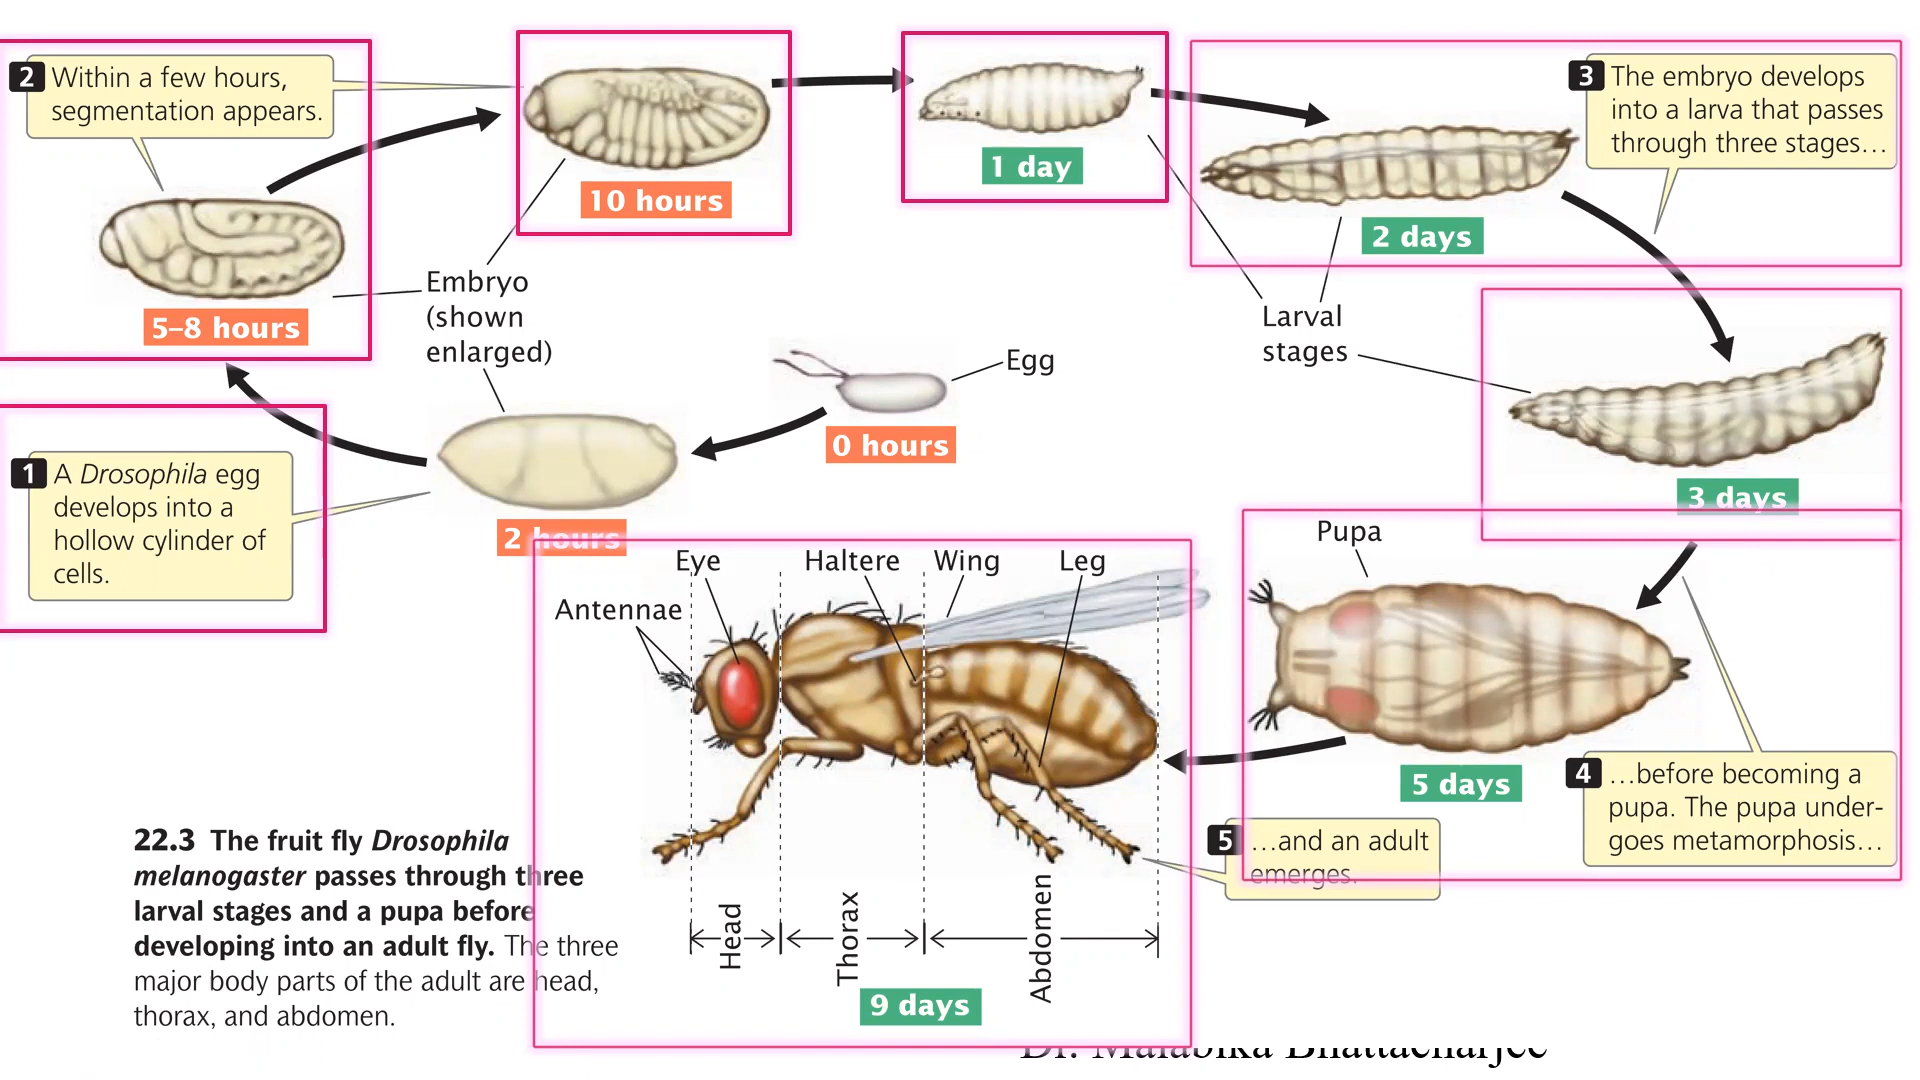 2 Within a few hours,
segmentation appears.
10 hours
1 day
3 The embryo develops
into a larva that passes
through three stages…
2 days
5–8 hours
Embryo
(shown
enlarged)
Egg
0 hours
Larval
stages
1 A Drosophila egg
develops into a
hollow cylinder of
cells.
2 hours
3 days
Pupa
Eye
Haltere
Wing
Leg
Antennae
5 days
4 …before becoming a
pupa. The pupa under-
goes metamorphosis…
5 …and an adult
emerges.
Head
Thorax
Abdomen
9 days
22.3 The fruit fly Drosophila
melanogaster passes through three
larval stages and a pupa before
developing into an adult fly. The three
major body parts of the adult are head,
thorax, and abdomen.
Dr. Malabika Bhattacharjee